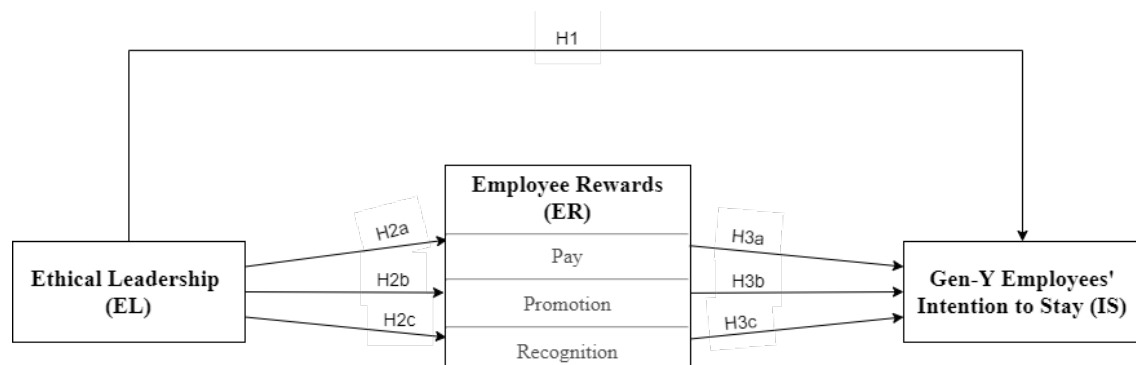 H1
Employee Rewards
(ER)
H2a
H3a
Pay
Ethical Leadership
(EL)
H2b
Promotion
H3b
Gen-Y Employees'
Intention to Stay (IS)
H2c
Recognition
H3c